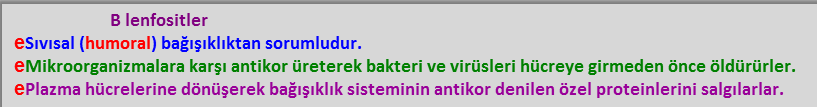 B lenfositler
eSıvısal (humoral) bağışıklıktan sorumludur.
eMikroorganizmalara karşı antikor üreterek bakteri ve virüsleri hücreye girmeden önce öldürürler.
ePlazma hücrelerine dönüşerek bağışıklık sisteminin antikor denilen özel proteinlerini salgılarlar.